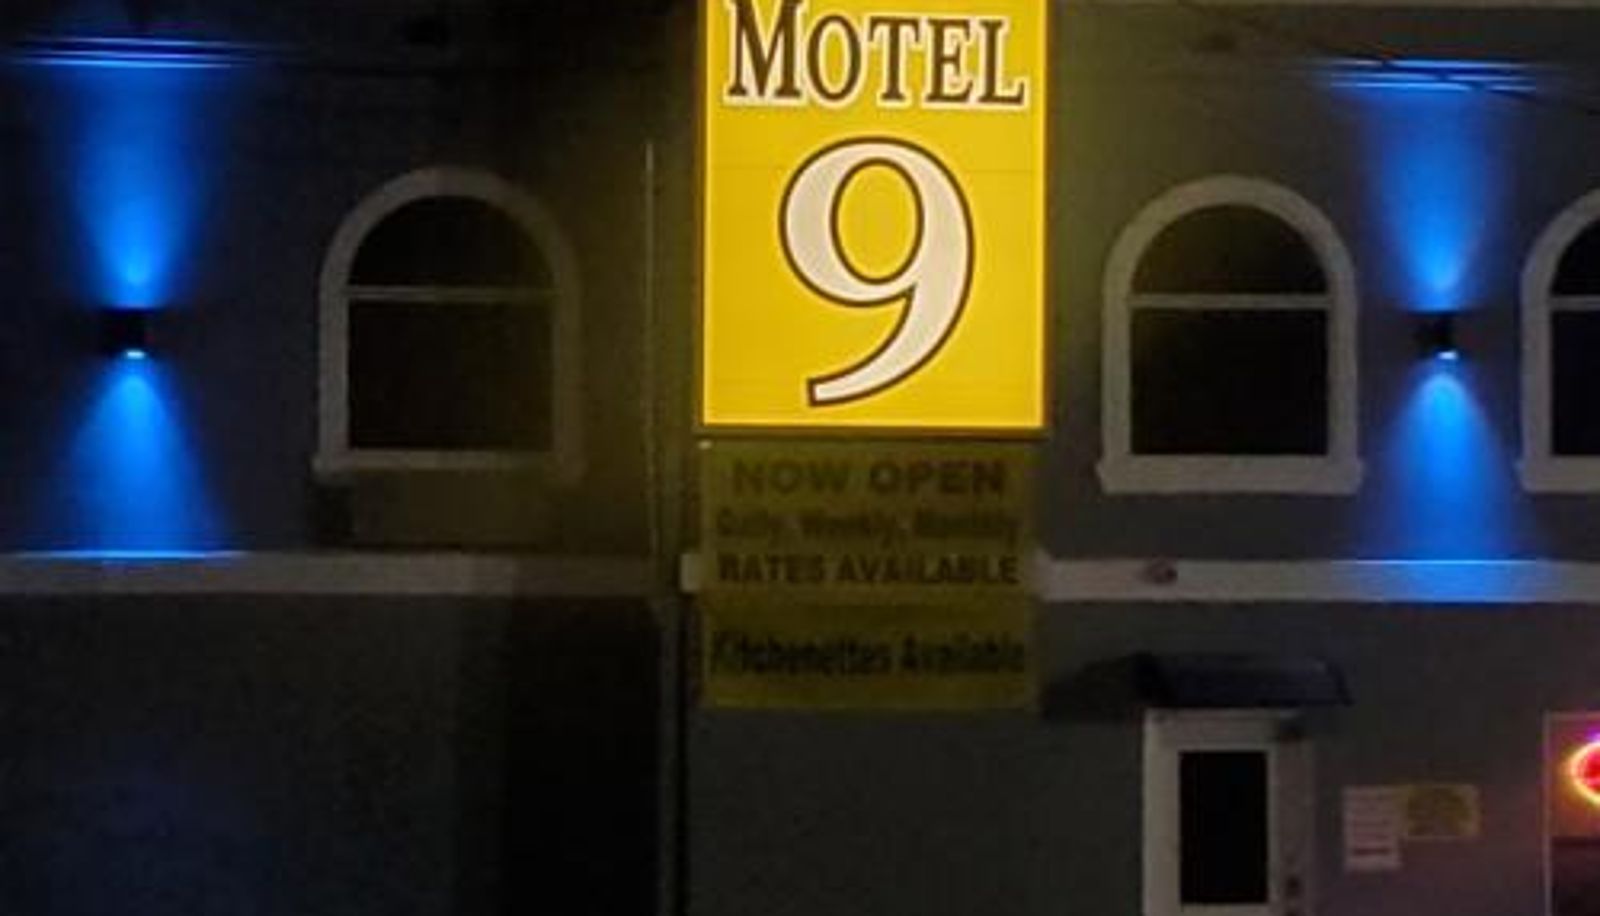 MOTEL
9
NOW OPEN
Daily, Weekly, Monthly
RATES AVAILABLE
Kitchenettes Available